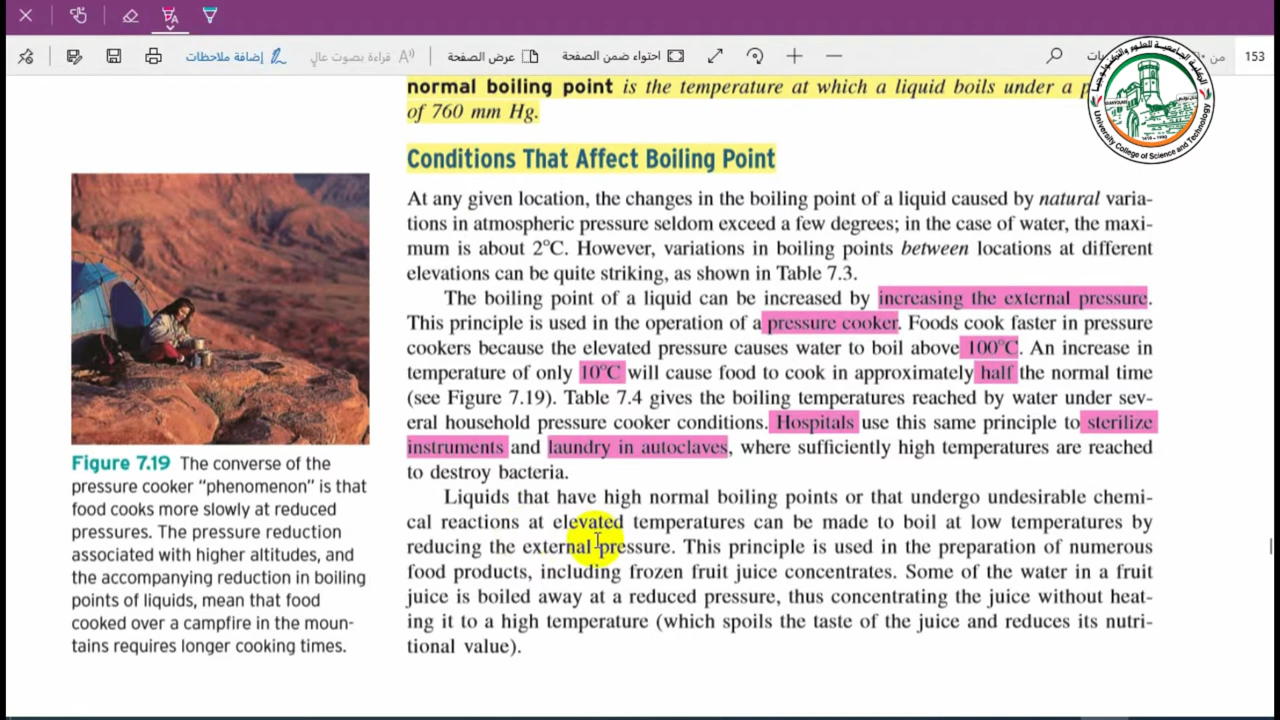 إضافة ملاحظات
قراءة بصوت عالٍ
عرض الصفحة
احتواء ضمن الصفحة
من
153
University College of Science and Technology
normal boiling point is the temperature at which a liquid boils under a
of 760 mm Hg.
Conditions That Affect Boiling Point
At any given location, the changes in the boiling point of a liquid caused by natural varia-
tions in atmospheric pressure seldom exceed a few degrees; in the case of water, the maxi-
mum is about 2°C. However, variations in boiling points between locations at different
elevations can be quite striking, as shown in Table 7.3.
The boiling point of a liquid can be increased by increasing the external pressure.
This principle is used in the operation of a pressure cooker. Foods cook faster in pressure
cookers because the elevated pressure causes water to boil above 100°C. An increase in
temperature of only 10°C will cause food to cook in approximately half the normal time
(see Figure 7.19). Table 7.4 gives the boiling temperatures reached by water under sev-
eral household pressure cooker conditions. Hospitals use this same principle to sterilize
instruments and laundry in autoclaves, where sufficiently high temperatures are reached
to destroy bacteria.
Liquids that have high normal boiling points or that undergo undesirable chemi-
cal reactions at elevated temperatures can be made to boil at low temperatures by
reducing the external pressure. This principle is used in the preparation of numerous
food products, including frozen fruit juice concentrates. Some of the water in a fruit
juice is boiled away at a reduced pressure, thus concentrating the juice without heat-
ing it to a high temperature (which spoils the taste of the juice and reduces its nutri-
tional value).
Figure 7.19 The converse of the
pressure cooker “phenomenon” is that
food cooks more slowly at reduced
pressures. The pressure reduction
associated with higher altitudes, and
the accompanying reduction in boiling
points of liquids, mean that food
cooked over a campfire in the moun-
tains requires longer cooking times.